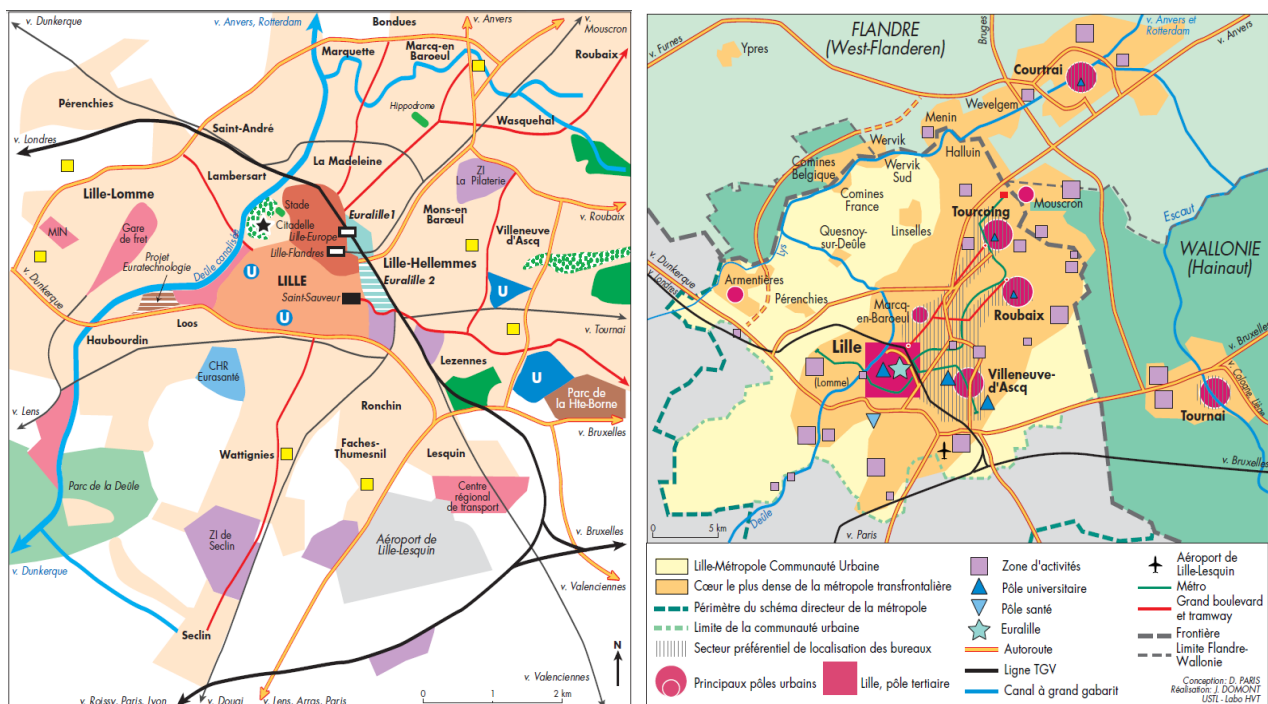 v. Dunkerque
v. Anvers, Rotterdam
Bondues
v. Anvers
v.
Mouscron
Marquette
Marcq-en
Baroeul
Roubaix
Pérenchies
Hippodrome
Wasquehal
Saint-André
v. Londres
La Madeleine
ZI
La Pilaterie
Lambersart
Lille-Lomme
Stade
Citadelle
Euralille 1
Mons-en
Barœul
v. Roubaix
MIN
Gare
de fret
Lille-Europe
Villeneuve
d'Ascq
Deûle canalisée
Lille-Flandres
Lille-Hellemmes
Projet
Euratechnologie
U
LILLE
Euralille 2
U
v. Dunkerque
Saint-Sauveur
Loos
U
v. Tournai
Haubourdin
Lezennes
CHR
Eurasanté
U
Parc de
la Hte-Borne
v. Lens
Ronchin
v. Bruxelles
Wattignies
Faches-
Thumesnil
Lesquin
Parc de la Deûle
Centre
régional
de transport
ZI de
Seclin
Aéroport de
Lille-Lesquin
v. Bruxelles
v. Dunkerque
v. Valenciennes
Seclin
N
v. Valenciennes
v. Roissy, Paris, Lyon
v. Douai
v. Lens, Arras, Paris
0
1
2 km
FLANDRE
(West-Flanderen)
Bruges
v.
v. Anvers et
Rotterdam
v. Anvers
v. Furnes
Ypres
Courtrai
Wevelgem
Menin
Wervik
Halluin
Comines
Belgique
Wervik
Sud
Escaut
Comines
France
Mouscron
Tourcoing
Linselles
Quesnoy-
sur-Deûle
WALLONIE
(Hainaut)
Lys
v. Dunkerque
v. Londres
Armentières
Pérenchies
Marcq-
en-Baroeul
Roubaix
v. Bruxelles
Lille
(Lomme)
Villeneuve-
d'Ascq
v. Cologne, Liège
Tournai
v. Bruxelles
0
5 km
Deûle
v. Paris
Lille-Métropole Communauté Urbaine
Cœur le plus dense de la métropole transfrontalière
Périmètre du schéma directeur de la métropole
Limite de la communauté urbaine
Secteur préférentiel de localisation des bureaux
Principaux pôles urbains
Lille, pôle tertiaire
Zone d'activités
Pôle universitaire
Pôle santé
Euralille
Autoroute
Ligne TGV
Canal à grand gabarit
Aéroport de
Lille-Lesquin
Métro
Grand boulevard
et tramway
Frontière
Limite Flandre-
Wallonie
Conception : D. PARIS
Réalisation : J. DOMONT
USTL - Labo HVT